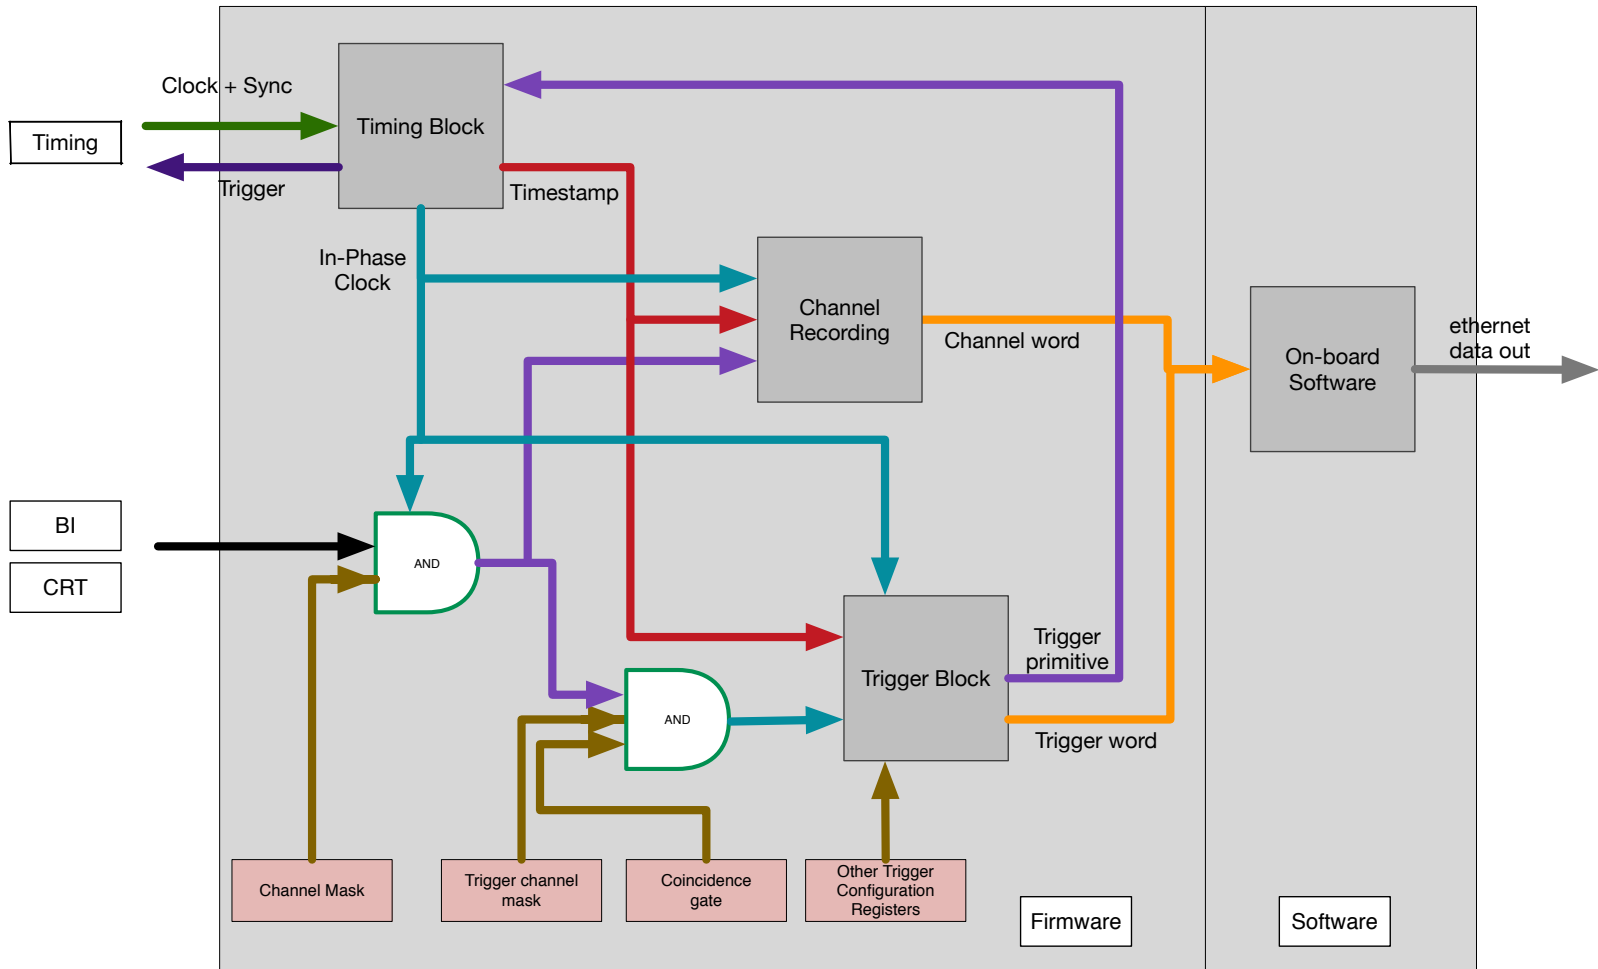 Clock + Sync
Timing
Timing Block
Trigger
Timestamp
In-Phase
Clock
Channel
Recording
Channel word
ethernet
data out
On-board
Software
BI
CRT
AND
Trigger
primitive
Trigger Block
AND
Trigger word
Channel Mask
Trigger channel
mask
Coincidence
gate
Other Trigger
Configuration
Registers
Firmware
Software